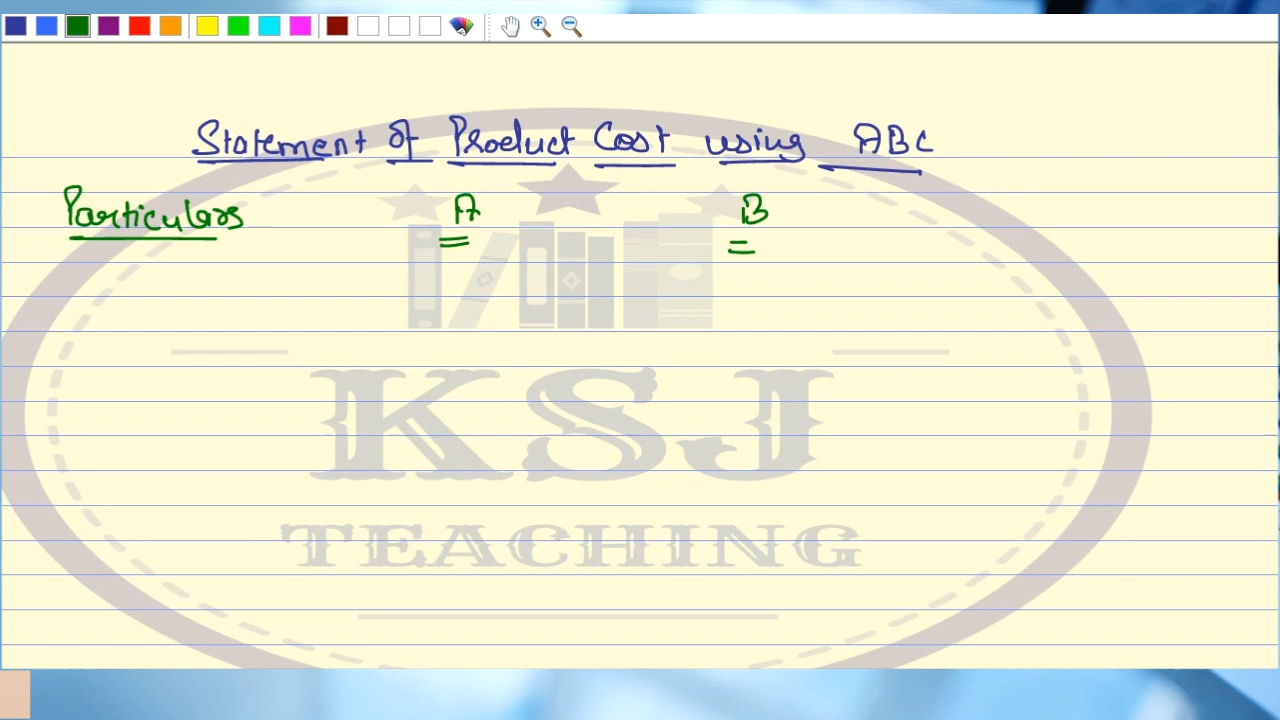 Statement of Product Cost using ABC
Particulars A B
KSJ
TEACHING